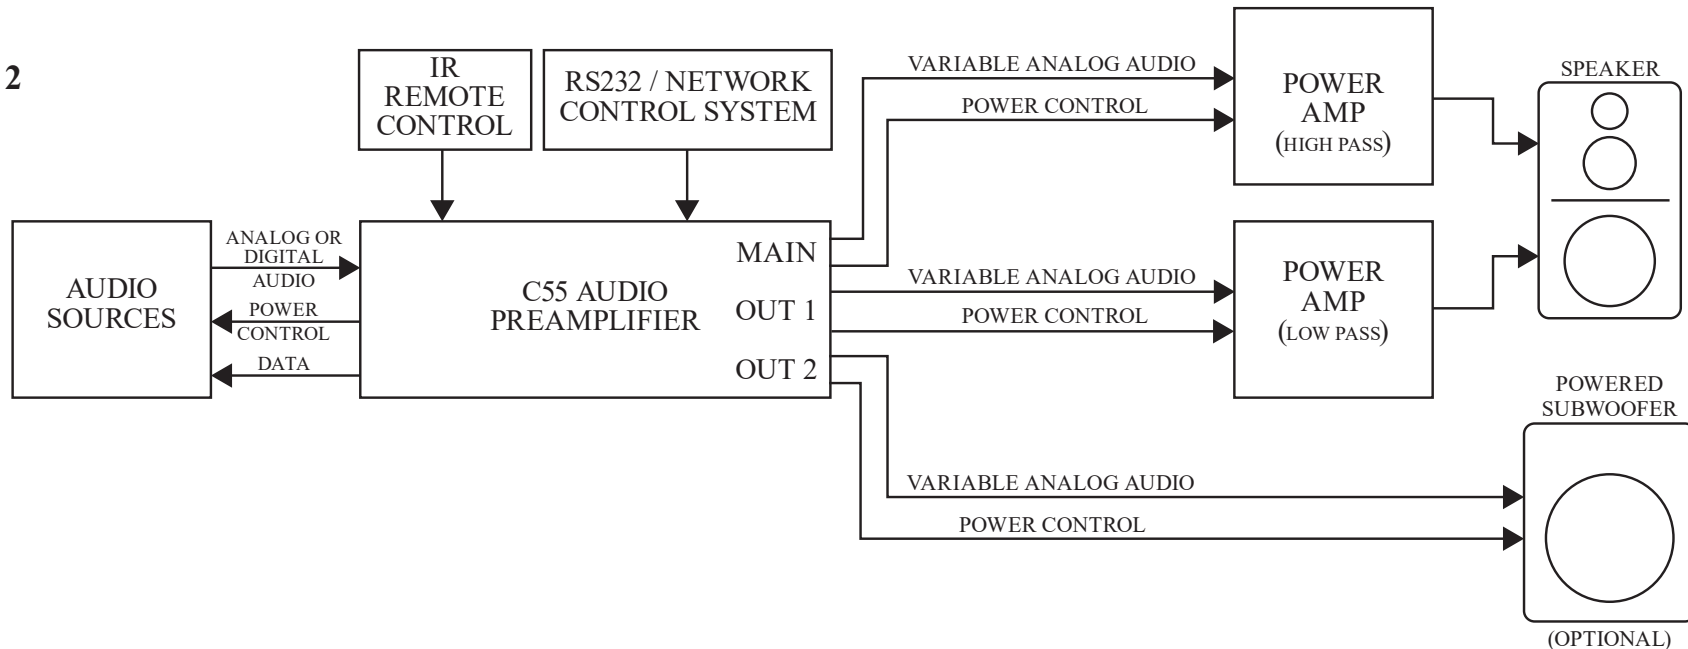 2
IR
REMOTE
CONTROL
RS232 / NETWORK
CONTROL SYSTEM
VARIABLE ANALOG AUDIO
POWER CONTROL
POWER
AMP
(HIGH PASS)
SPEAKER
AUDIO
SOURCES
ANALOG OR
DIGITAL
AUDIO
POWER
CONTROL
DATA
C55 AUDIO
PREAMPLIFIER
MAIN
OUT 1
OUT 2
VARIABLE ANALOG AUDIO
POWER CONTROL
POWER
AMP
(LOW PASS)
VARIABLE ANALOG AUDIO
POWER CONTROL
POWERED
SUBWOOFER
(OPTIONAL)